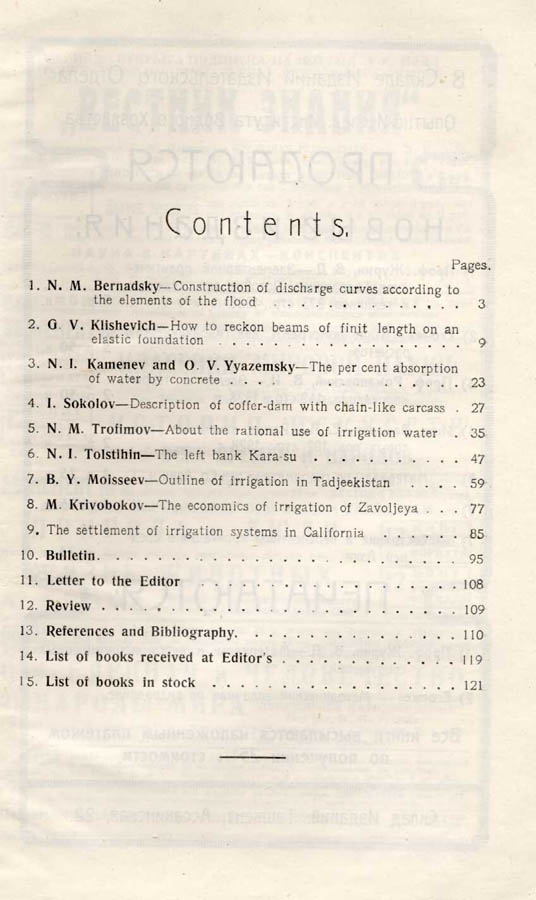 Contents.
Pages.
1. N. M. Bernadsky—Construction of discharge curves according to
the elements of the flood . . . . . . . . . . . . 3
2. G. V. Klishevich—How to reckon beams of finit length on an
elastic foundation . . . . . . . . . . . . . . . 9
3. N. I. Kamenev and O. V. Vyazemsky—The per cent absorption
of water by concrete . . . . . . . . . . . . . . 23
4. I. Sokolov—Description of coffer-dam with chain-like carcass . 27
5. N. M. Trofimov—About the rational use of irrigation water . 35
6. N. I. Tolstihin—The left bank Kara-su . . . . . . . . . 47
7. B. Y. Moisseev—Outline of irrigation in Tadjeekistan . . . . 59
8. M. Krivobokov—The economics of irrigation of Zavoljeya . . . 77
9. The settlement of irrigation systems in California . . . . . 85
10. Bulletin. . . . . . . . . . . . . . . . . . . . . . . 95
11. Letter to the Editor . . . . . . . . . . . . . . . . . 108
12. Review . . . . . . . . . . . . . . . . . . . . . . . 109
13. References and Bibliography. . . . . . . . . . . . . . 110
14. List of books received at Editor's . . . . . . . . . . . 119
15. List of books in stock . . . . . . . . . . . . . . . . 121